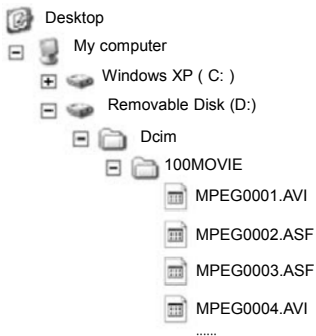 Desktop
My computer
Windows XP ( C: )
Removable Disk (D:)
Dcim
100MOVIE
MPEG0001.AVI
MPEG0002.ASF
MPEG0003.ASF
MPEG0004.AVI
......